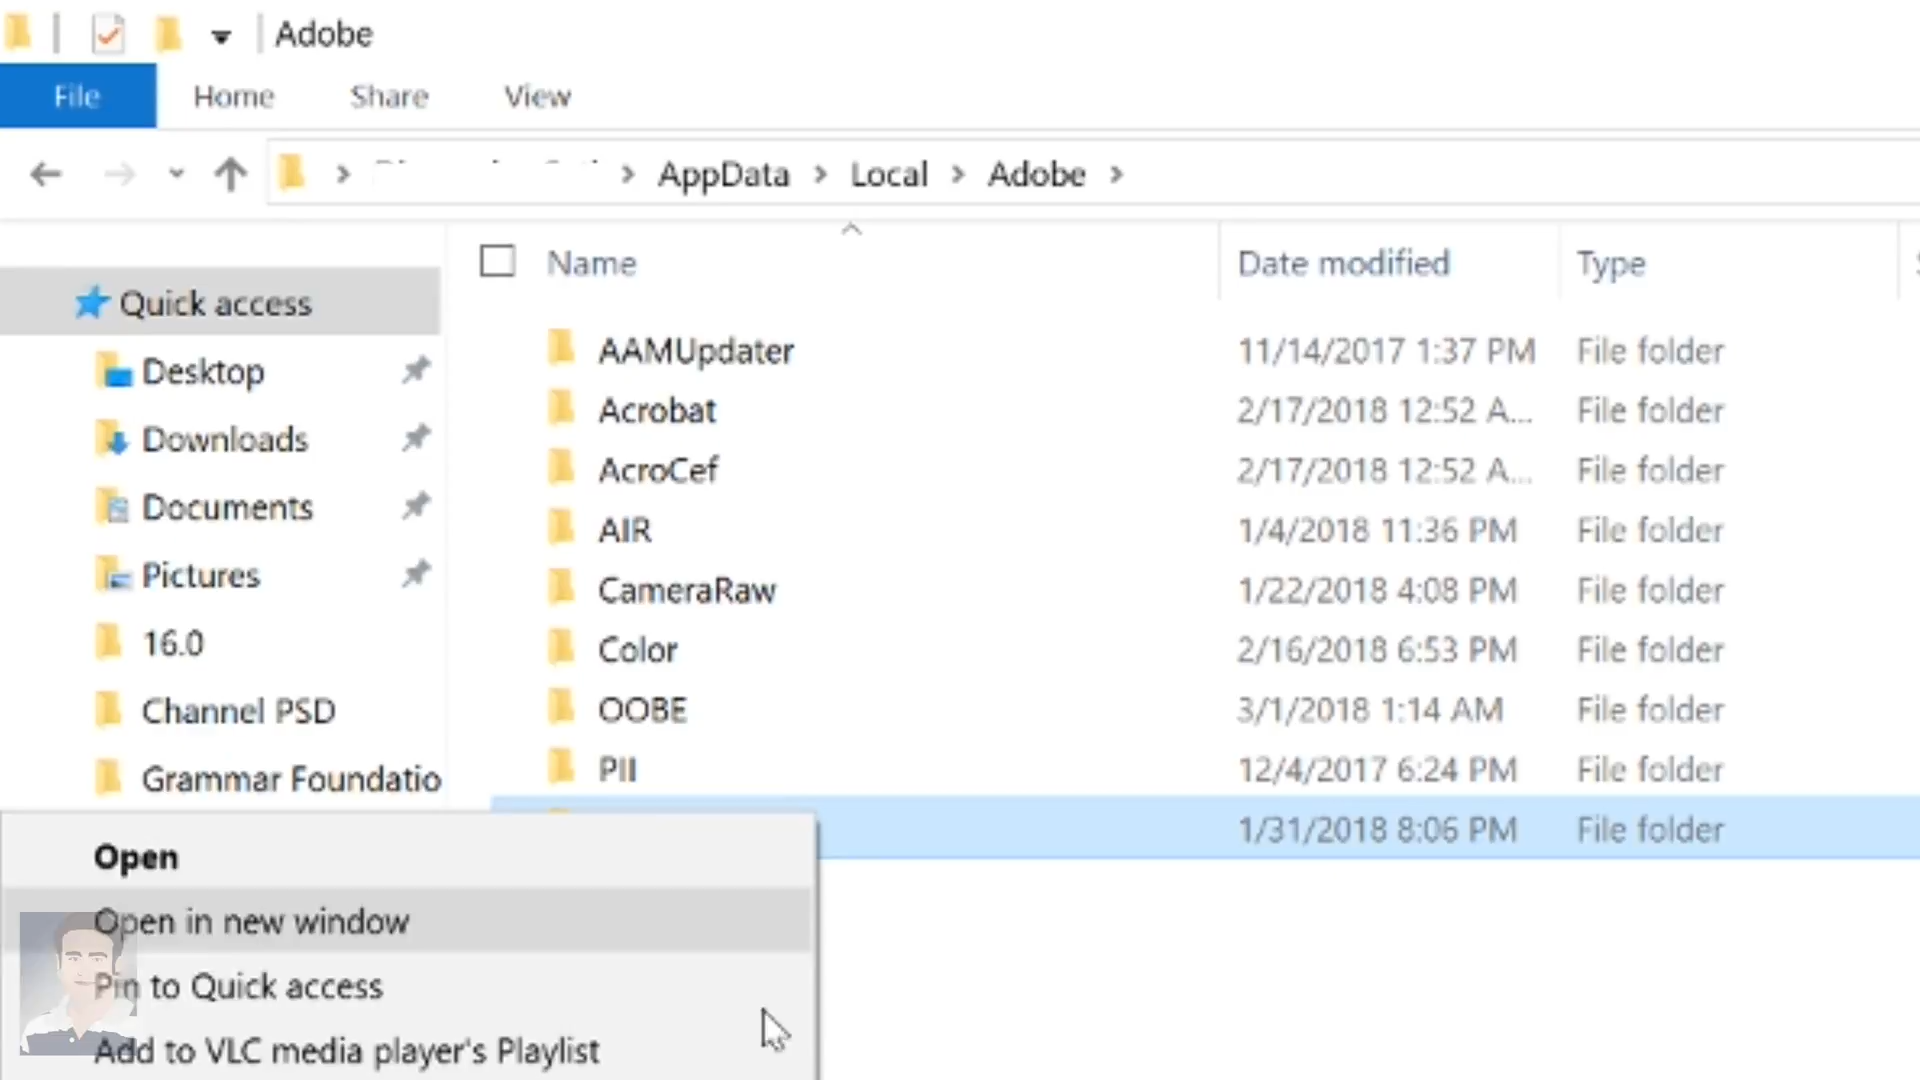 Adobe
File Home Share View
AppData Local Adobe
Name Date modified Type
Quick access
Desktop
Downloads
Documents
Pictures
16.0
Channel PSD
Grammar Foundatio
AAMUpdater 11/14/2017 1:37 PM File folder
Acrobat 2/17/2018 12:52 A... File folder
AcroCef 2/17/2018 12:52 A... File folder
AIR 1/4/2018 11:36 PM File folder
CameraRaw 1/22/2018 4:08 PM File folder
Color 2/16/2018 6:53 PM File folder
OOBE 3/1/2018 1:14 AM File folder
PII 12/4/2017 6:24 PM File folder
1/31/2018 8:06 PM File folder
Open
Open in new window
Pin to Quick access
Add to VLC media player's Playlist